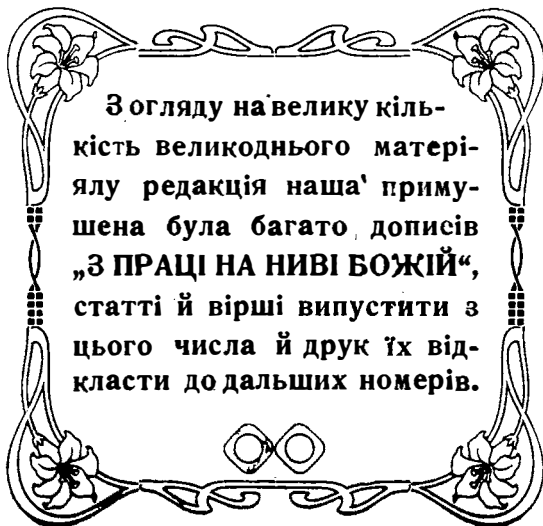 З огляду на велику кіль-
кість великоднього матері-
ялу редакція наша примy-
шена була багато дописів
„З ПРАЦІ НА НИВІ БОЖІЙ“,
статті й вірші випустити з
цього числа й друк їх від-
класти до дальших номерів.